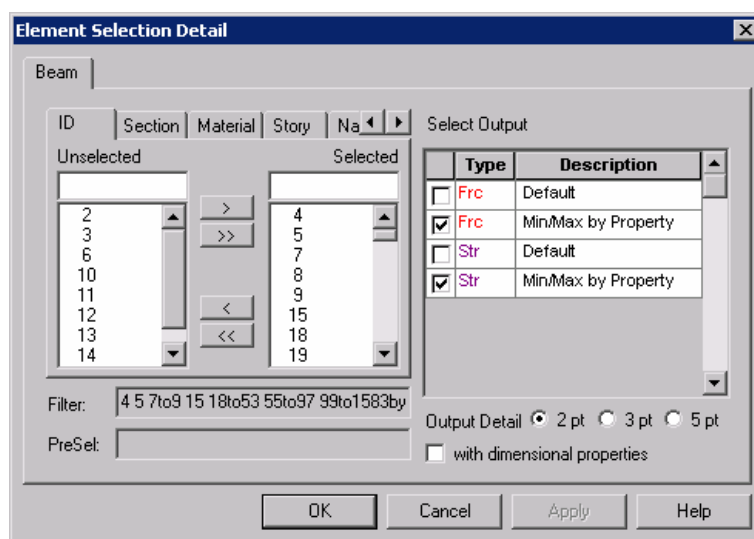 Element Selection Detail
Beam
ID Section Material Story Na
Unselected Selected
> 
>>
<
<<
2
3
6
10
11
12
13
14
4
5
7
8
9
15
18
19
Filter: 4 5 7to9 15 18to53 55to97 99to1583by
PreSel:
Select Output
Type Description
Frc Default
Frc Min/Max by Property
Str Default
Str Min/Max by Property
Output Detail 2 pt 3 pt 5 pt
with dimensional properties
OK Cancel Apply Help